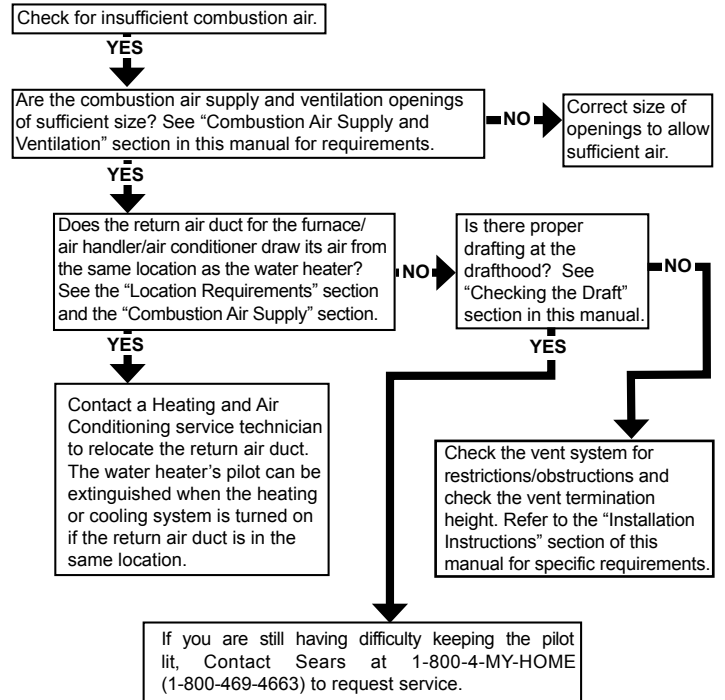 Check for insufficient combustion air.
YES
Are the combustion air supply and ventilation openings
of sufficient size? See “Combustion Air Supply and
Ventilation” section in this manual for requirements.
NO
Correct size of
openings to allow
sufficient air.
YES
Does the return air duct for the furnace/
air handler/air conditioner draw its air from
the same location as the water heater?
See the “Location Requirements” section
and the “Combustion Air Supply” section.
NO
Is there proper
drafting at the
drafthood? See
“Checking the Draft”
section in this manual.
NO
YES
YES
Contact a Heating and Air
Conditioning service technician
to relocate the return air duct.
The water heater’s pilot can be
extinguished when the heating
or cooling system is turned on
if the return air duct is in the
same location.
Check the vent system for
restrictions/obstructions and
check the vent termination
height. Refer to the “Installation
Instructions” section of this
manual for specific requirements.
If you are still having difficulty keeping the pilot
lit, Contact Sears at 1-800-4-MY-HOME
(1-800-469-4663) to request service.